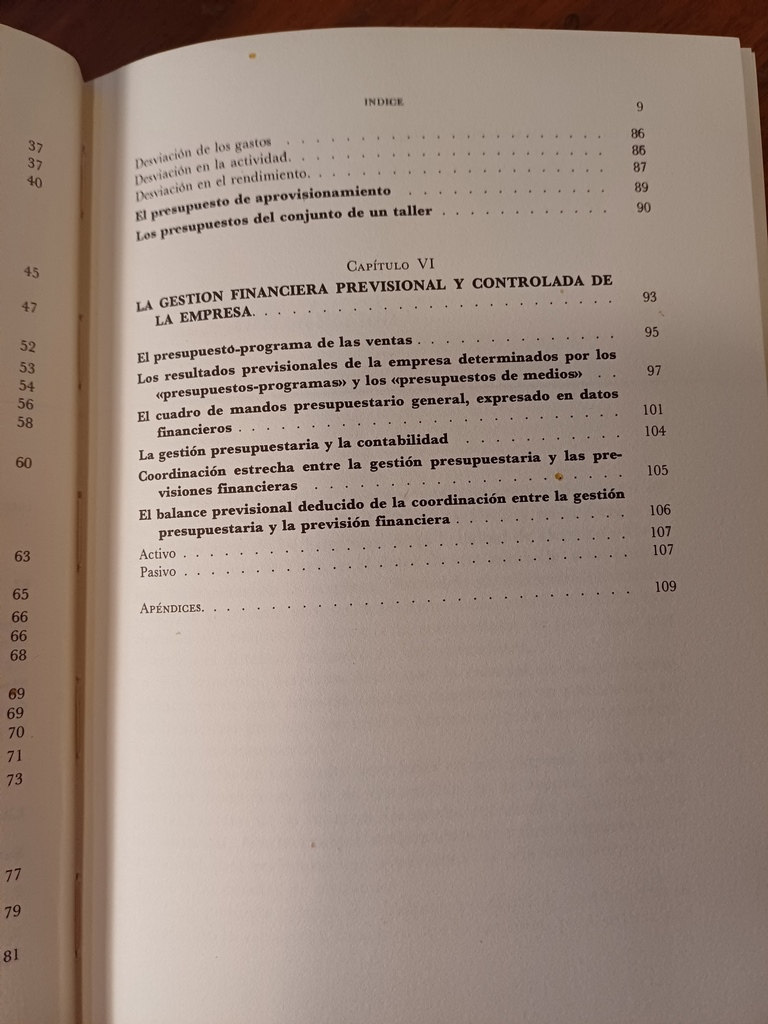 37
37
40
45
47
52
53
54
56
58
60
63
65
66
66
68
69
69
70
71
73
77
79
81
INDICE
9
Desviación de los gastos . . . . . . . . . . . . . . . . . . . . 86
Desviación en la actividad. . . . . . . . . . . . . . . . . . . . 86
Desviación en el rendimiento. . . . . . . . . . . . . . . . . . . 87
El presupuesto de aprovisionamiento . . . . . . . . . . . . . 89
Los presupuestos del conjunto de un taller . . . . . . . . . . . 90
CAPÍTULO VI
LA GESTION FINANCIERA PREVISIONAL Y CONTROLADA DE
LA EMPRESA. . . . . . . . . . . . . . . . . . . . . . . 93
El presupuesto-programa de las ventas . . . . . . . . . . . . . 95
Los resultados previsionales de la empresa determinados por los
«presupuestos-programas» y los «presupuestos de medios» . . 97
El cuadro de mandos presupuestario general, expresado en datos
financieros . . . . . . . . . . . . . . . . . . . . . . . . 101
La gestión presupuestaria y la contabilidad . . . . . . . . . . 104
Coordinación estrecha entre la gestión presupuestaria y las pre-
visiones financieras . . . . . . . . . . . . . . . . . . . . 105
El balance previsional deducido de la coordinación entre la gestión
presupuestaria y la previsión financiera . . . . . . . . . . . 106
Activo . . . . . . . . . . . . . . . . . . . . . . . . . . . . 107
Pasivo . . . . . . . . . . . . . . . . . . . . . . . . . . . . 107
APÉNDICES. . . . . . . . . . . . . . . . . . . . . . . . . . . 109